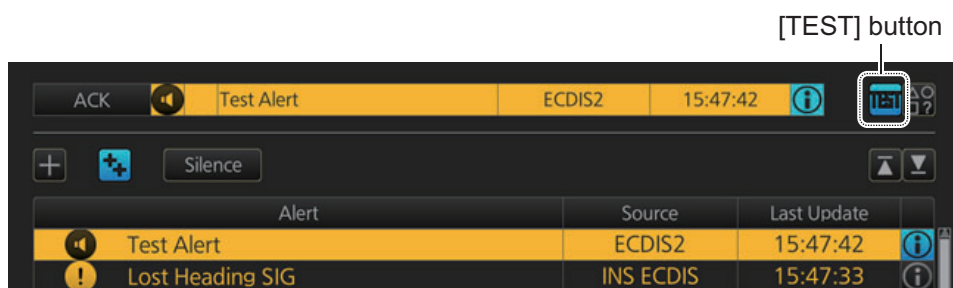 [TEST] button
ACK Test Alert ECDIS2 15:47:42 TEST
Silence
Alert Source Last Update
Test Alert ECDIS2 15:47:42
! Lost Heading SIG INS ECDIS 15:47:33